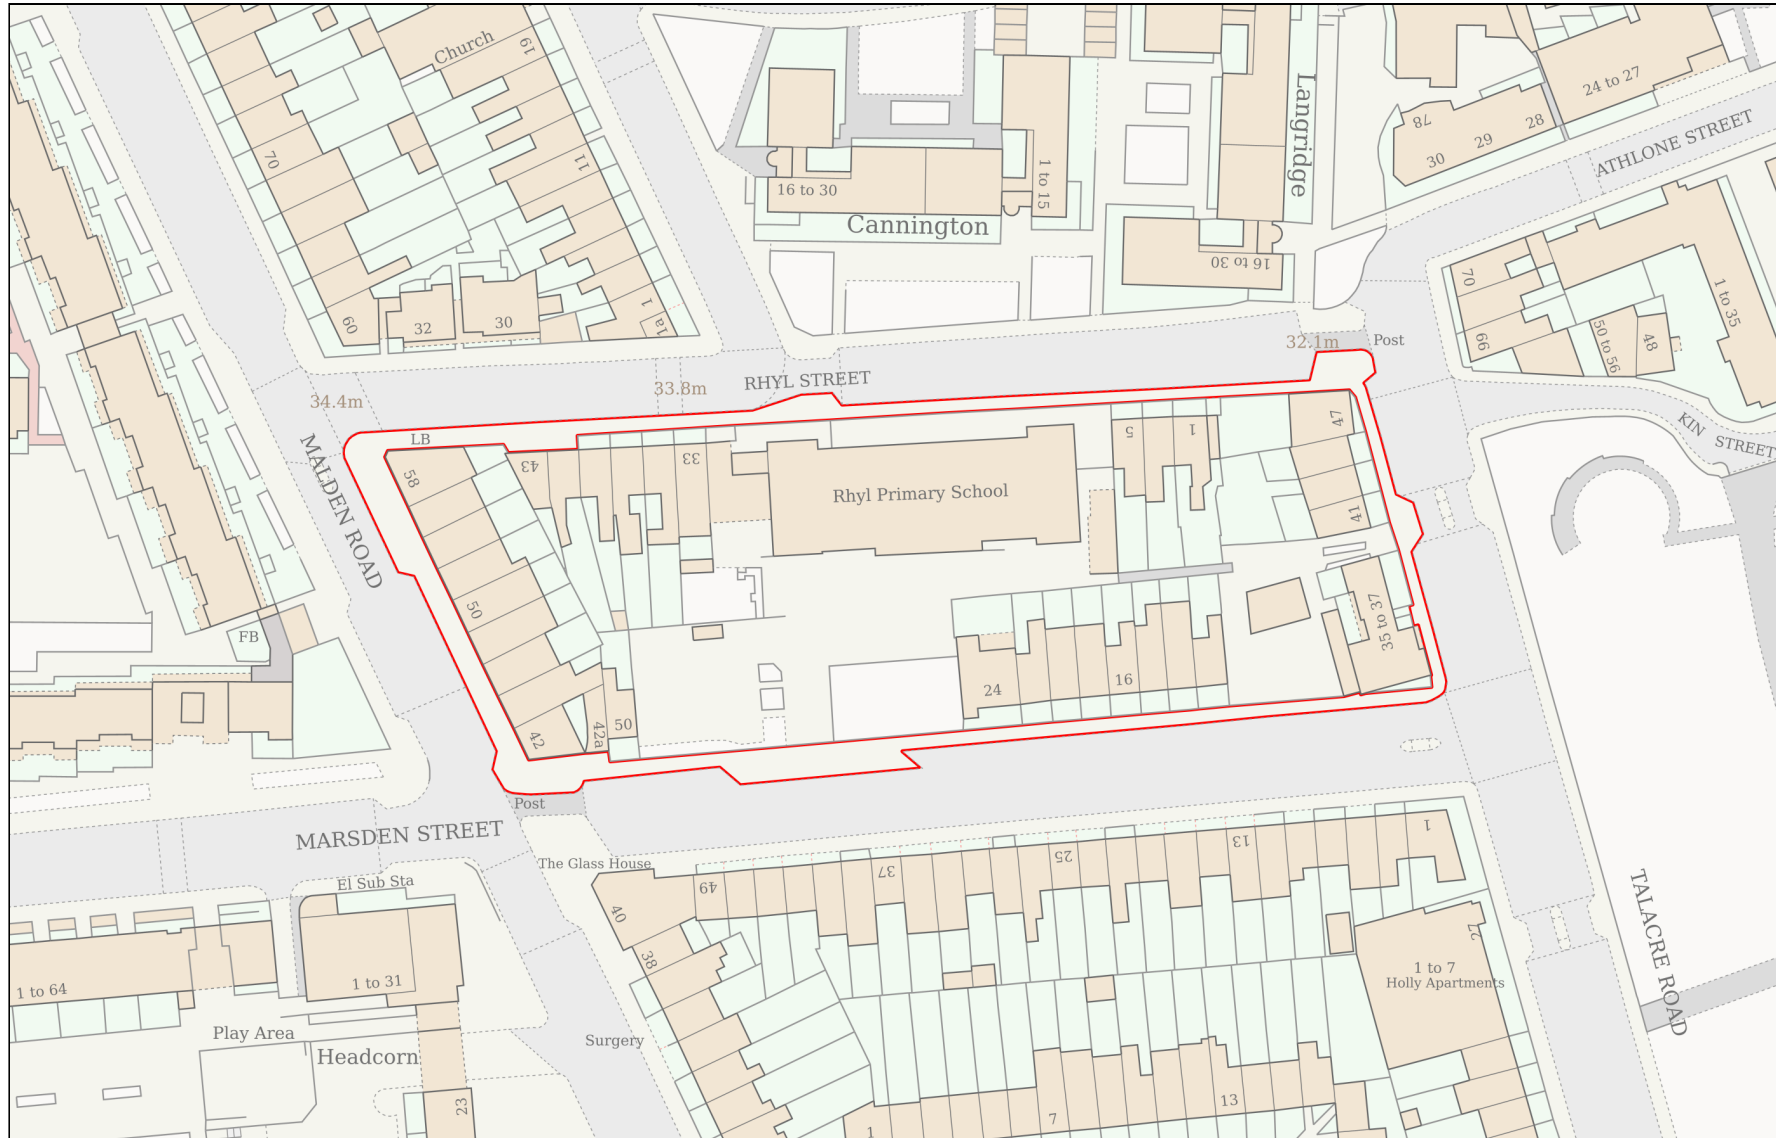 Church
19
24 to 27
78
28
29
30
ATHLONE STREET
Langridge
70
11
16 to 30
1 to 15
Cannington
16 to 30
70
1 to 35
60
32
30
1
1a
66
50 to 56
48
32.1m
Post
RHYL STREET
34.4m
33.8m
KIN STREET
LB
MALDEN ROAD
58
43
33
5
1
47
Rhyl Primary School
41
50
35 to 37
FB
24
16
42
42a
50
Post
MARSDEN STREET
The Glass House
El Sub Sta
49
37
25
13
1
40
38
27
TALACRE ROAD
1 to 64
1 to 31
1 to 7
Holly Apartments
Play Area
Headcorn
Surgery
23
1
7
13